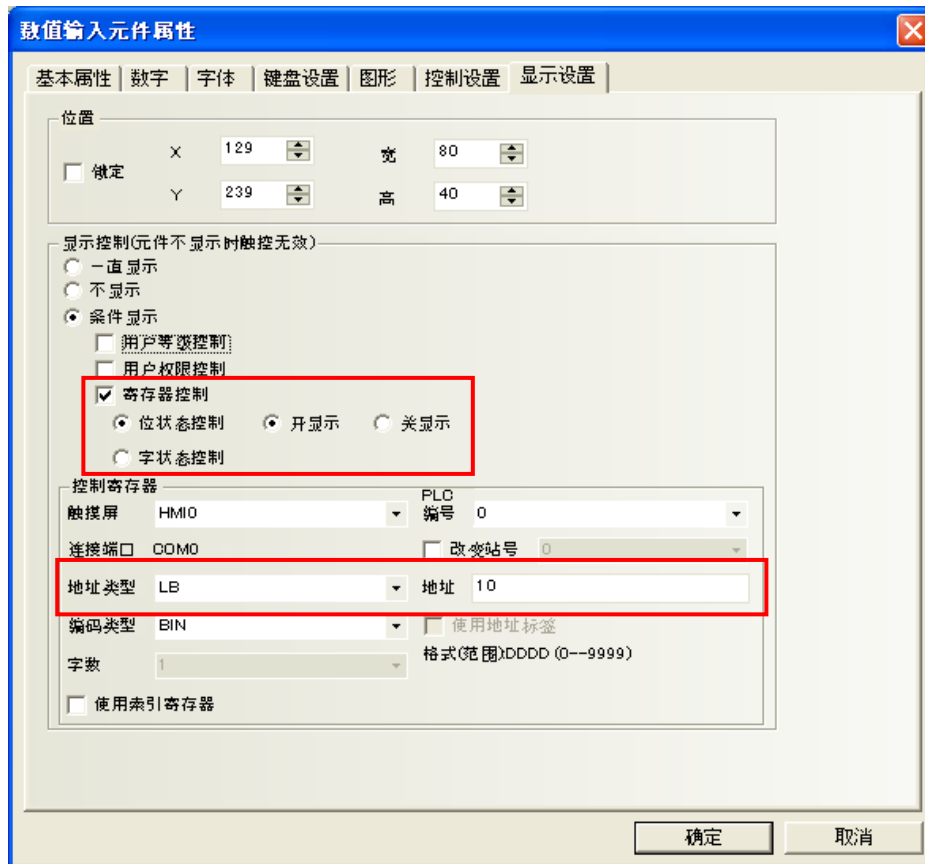 数值输入元件属性
基本属性 数字 字体 键盘设置 图形 控制设置 显示设置
位置
锁定 X 129 宽 80
Y 239 高 40
显示控制(元件不显示时触控无效)
一直显示
不显示
条件显示
用户等级控制
用户权限控制
寄存器控制
位状态控制 开显示 关显示
字状态控制
控制寄存器
触摸屏 HMI0 PLC编号 0
连接端口 COM0 改变站号 0
地址类型 LB 地址 10
编码类型 BIN 使用地址标签
字数 1 格式(范围)DDDD (0--9999)
使用索引寄存器
确定 取消